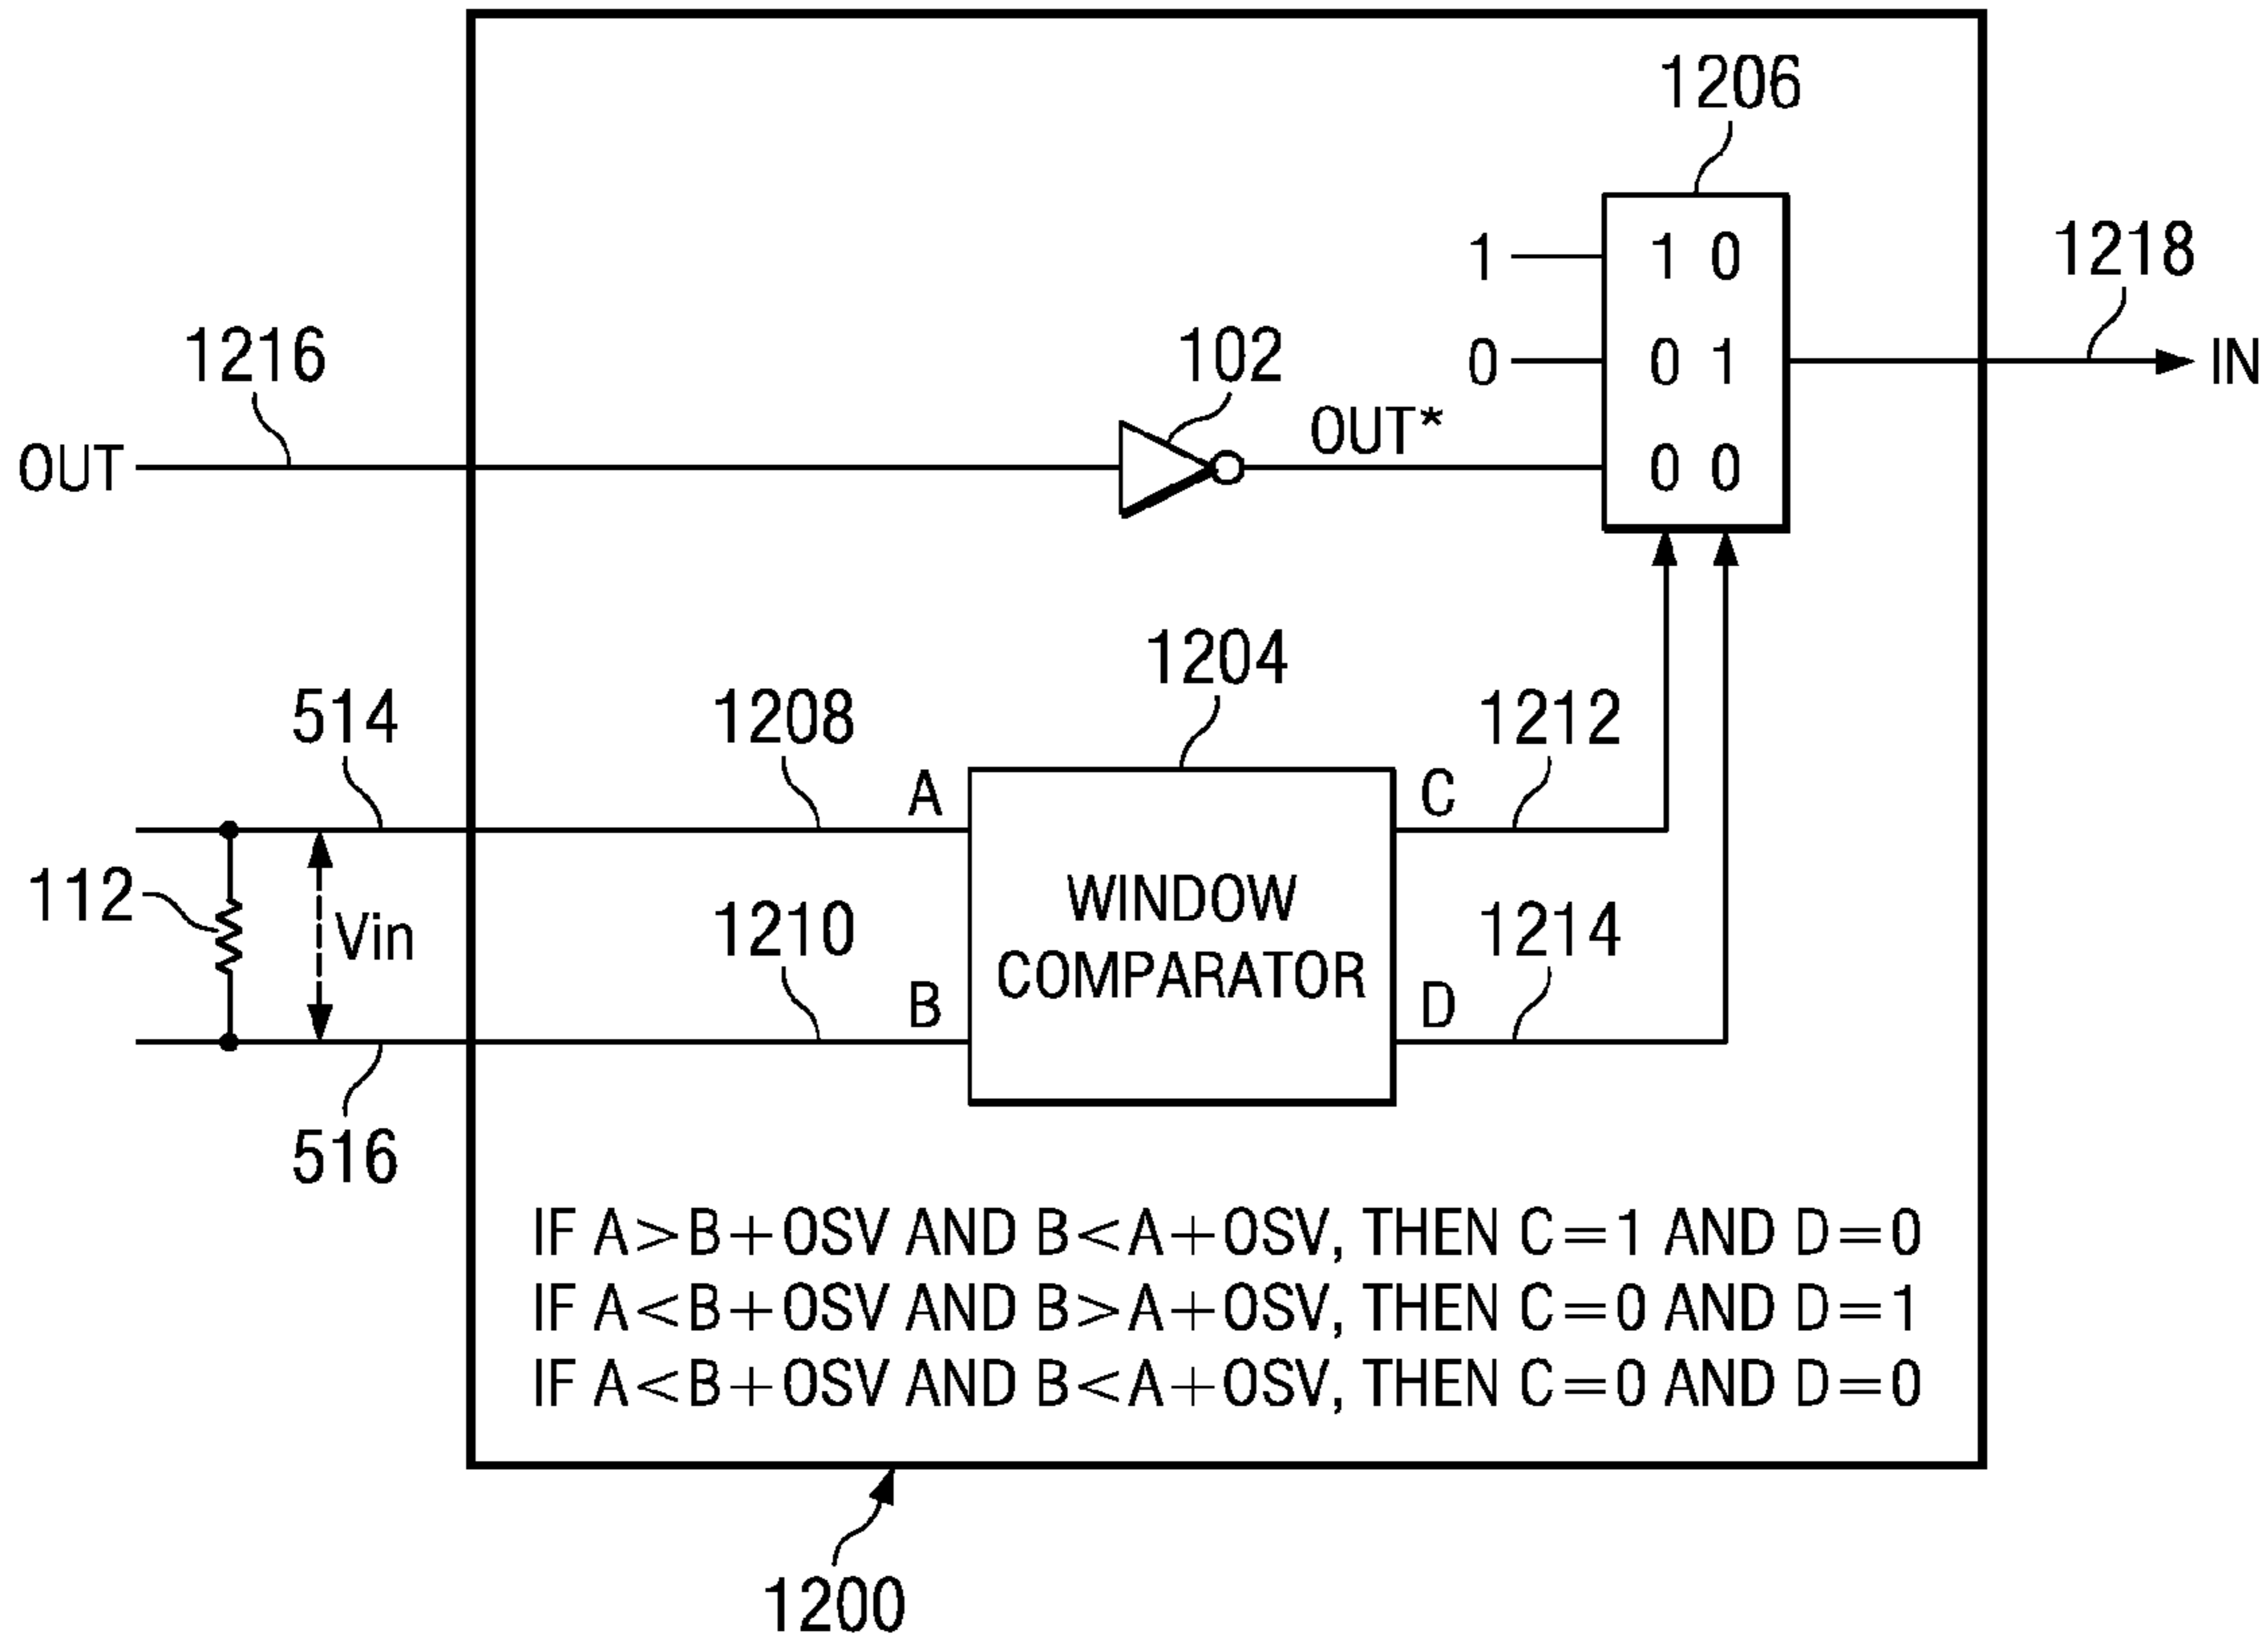 1206
1 1 0
1218
1216
102
0 0 1
IN
OUT
OUT*
0 0
1204
514
1208
1212
A
C
112
Vin
WINDOW
1210
1214
COMPARATOR
B
D
516
IF A>B+OSV AND B<A+OSV, THEN C=1 AND D=0
IF A<B+OSV AND B>A+OSV, THEN C=0 AND D=1
IF A<B+OSV AND B<A+OSV, THEN C=0 AND D=0
1200